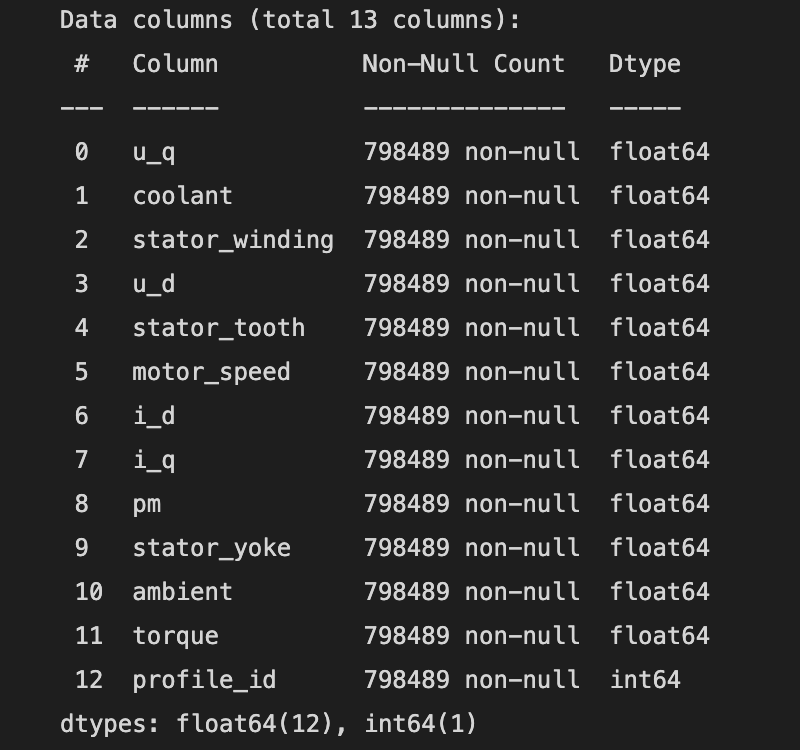 Data columns (total 13 columns):
 #   Column          Non-Null Count   Dtype
---  ------          --------------   -----
 0   u_q             798489 non-null  float64
 1   coolant         798489 non-null  float64
 2   stator_winding  798489 non-null  float64
 3   u_d             798489 non-null  float64
 4   stator_tooth    798489 non-null  float64
 5   motor_speed     798489 non-null  float64
 6   i_d             798489 non-null  float64
 7   i_q             798489 non-null  float64
 8   pm              798489 non-null  float64
 9   stator_yoke     798489 non-null  float64
 10  ambient         798489 non-null  float64
 11  torque          798489 non-null  float64
 12  profile_id      798489 non-null  int64
dtypes: float64(12), int64(1)